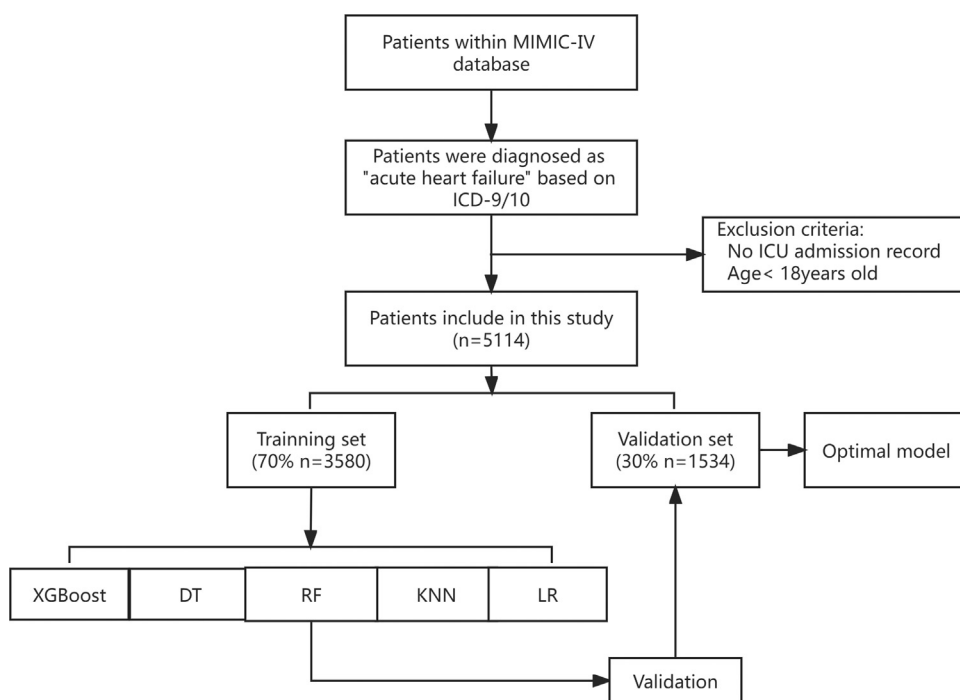 Patients within MIMIC-IV
database
Patients were diagnosed as
"acute heart failure" based on
ICD-9/10
Exclusion criteria:
No ICU admission record
Age< 18years old
Patients include in this study
(n=5114)
Trainning set
(70% n=3580)
Validation set
(30% n=1534)
Optimal model
XGBoost
DT
RF
KNN
LR
Validation